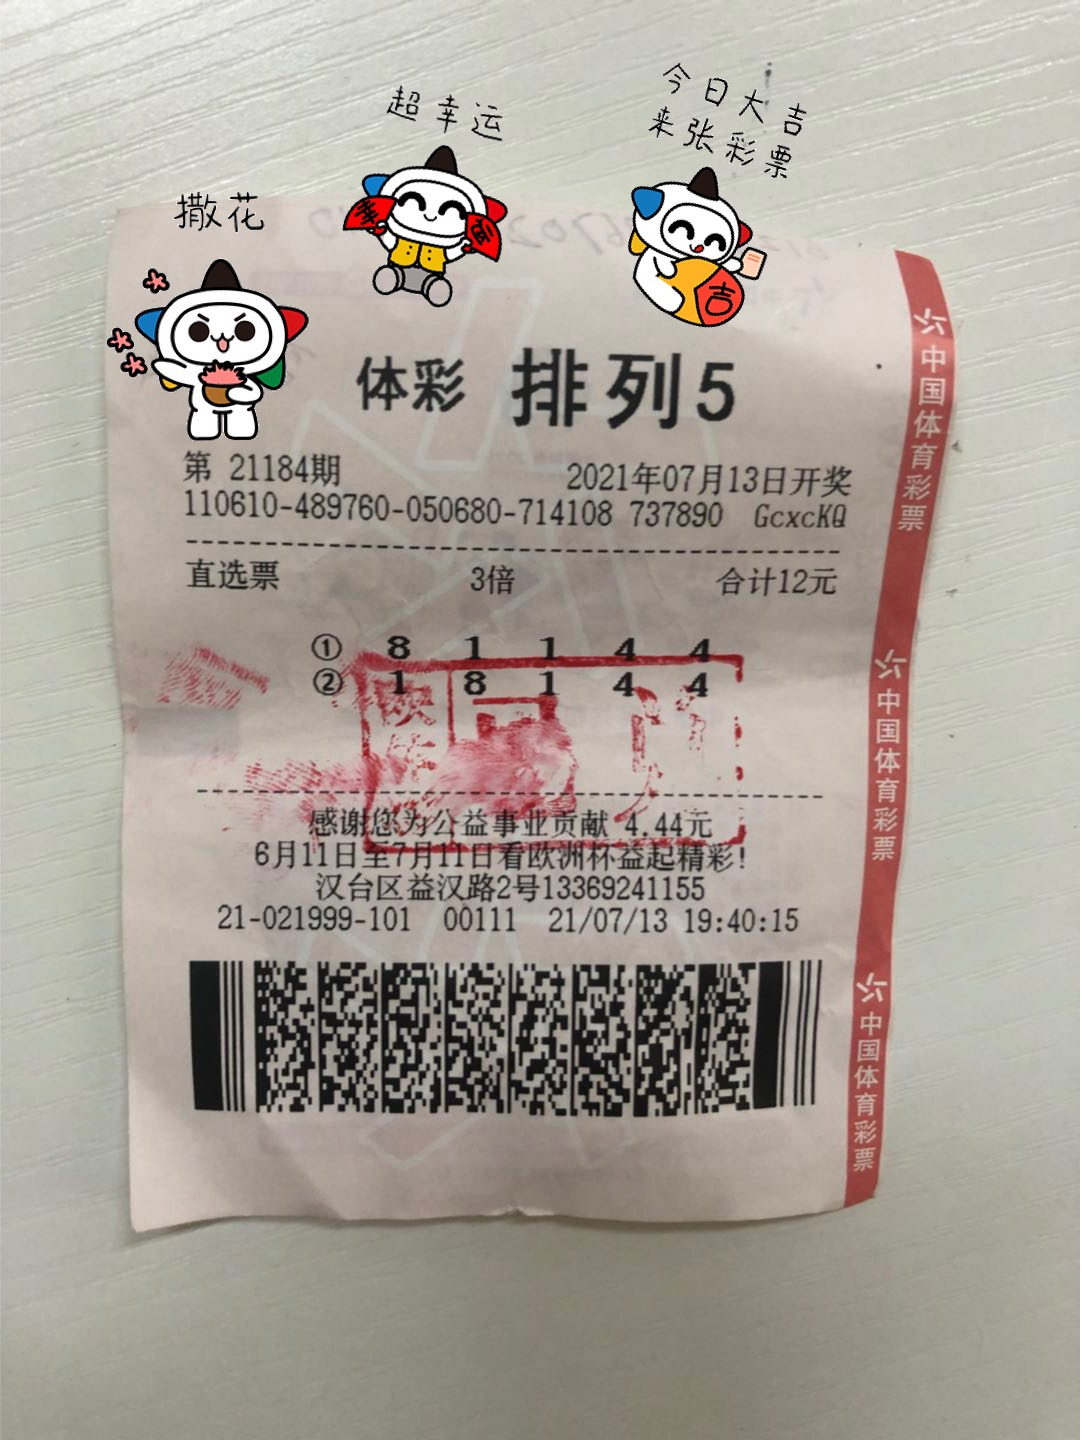 今日大吉
来张彩票
超幸运
撒花
吉
体彩 排列5
第 21184期 2021年07月13日开奖
110610-489760-050680-714108 737890 GcxcKQ
直选票 3倍 合计12元
① 8 1 1 4 4
② 1 8 1 4 4
感谢您为公益事业贡献 4.44元
6月11日至7月11日看欧洲杯益起精彩!
汉台区益汉路2号13369241155
21-021999-101 00111 21/07/13 19:40:15
中国体育彩票
中国体育彩票
中国体育彩票